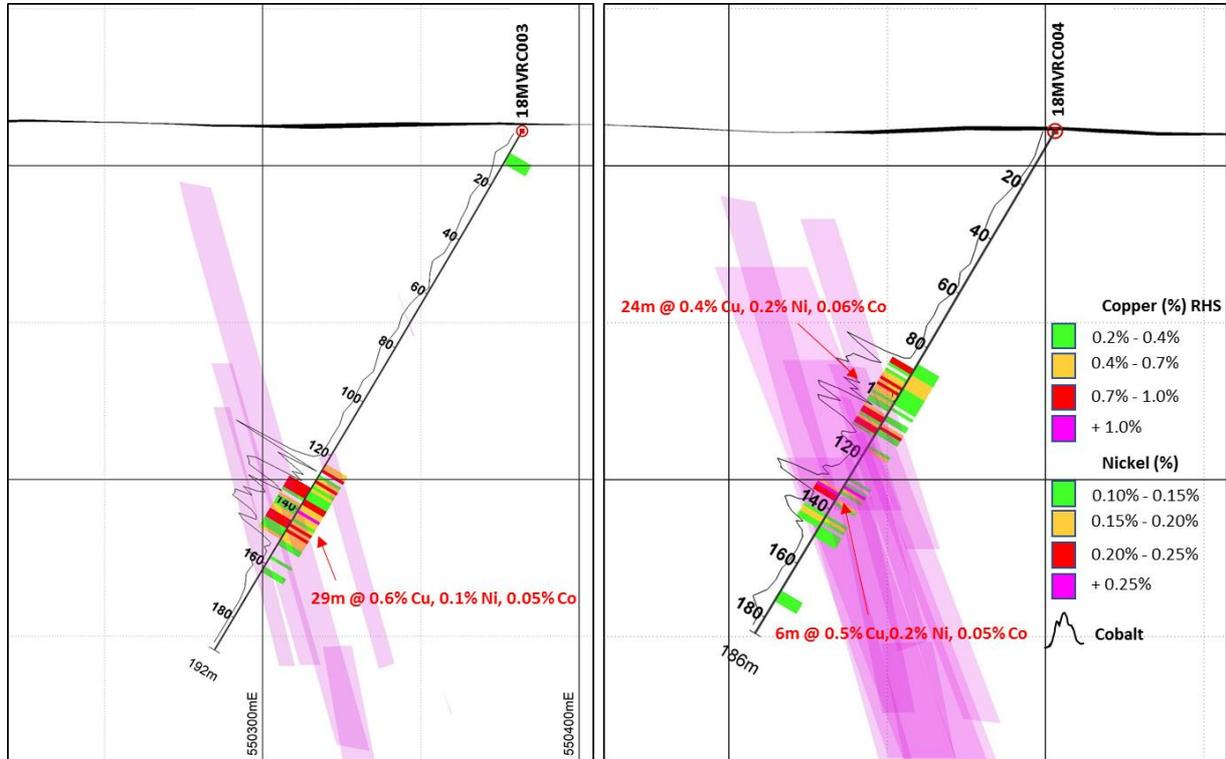 18MVRC003
20
40
60
80
100
120
140
160
180
192m
29m @ 0.6% Cu, 0.1% Ni, 0.05% Co
550300mE
550400mE
18MVRC004
20
40
60
24m @ 0.4% Cu, 0.2% Ni, 0.06% Co
80
120
140
160
180
186m
6m @ 0.5% Cu,0.2% Ni, 0.05% Co
Copper (%) RHS
0.2% - 0.4%
0.4% - 0.7%
0.7% - 1.0%
+ 1.0%
Nickel (%)
0.10% - 0.15%
0.15% - 0.20%
0.20% - 0.25%
+ 0.25%
Cobalt